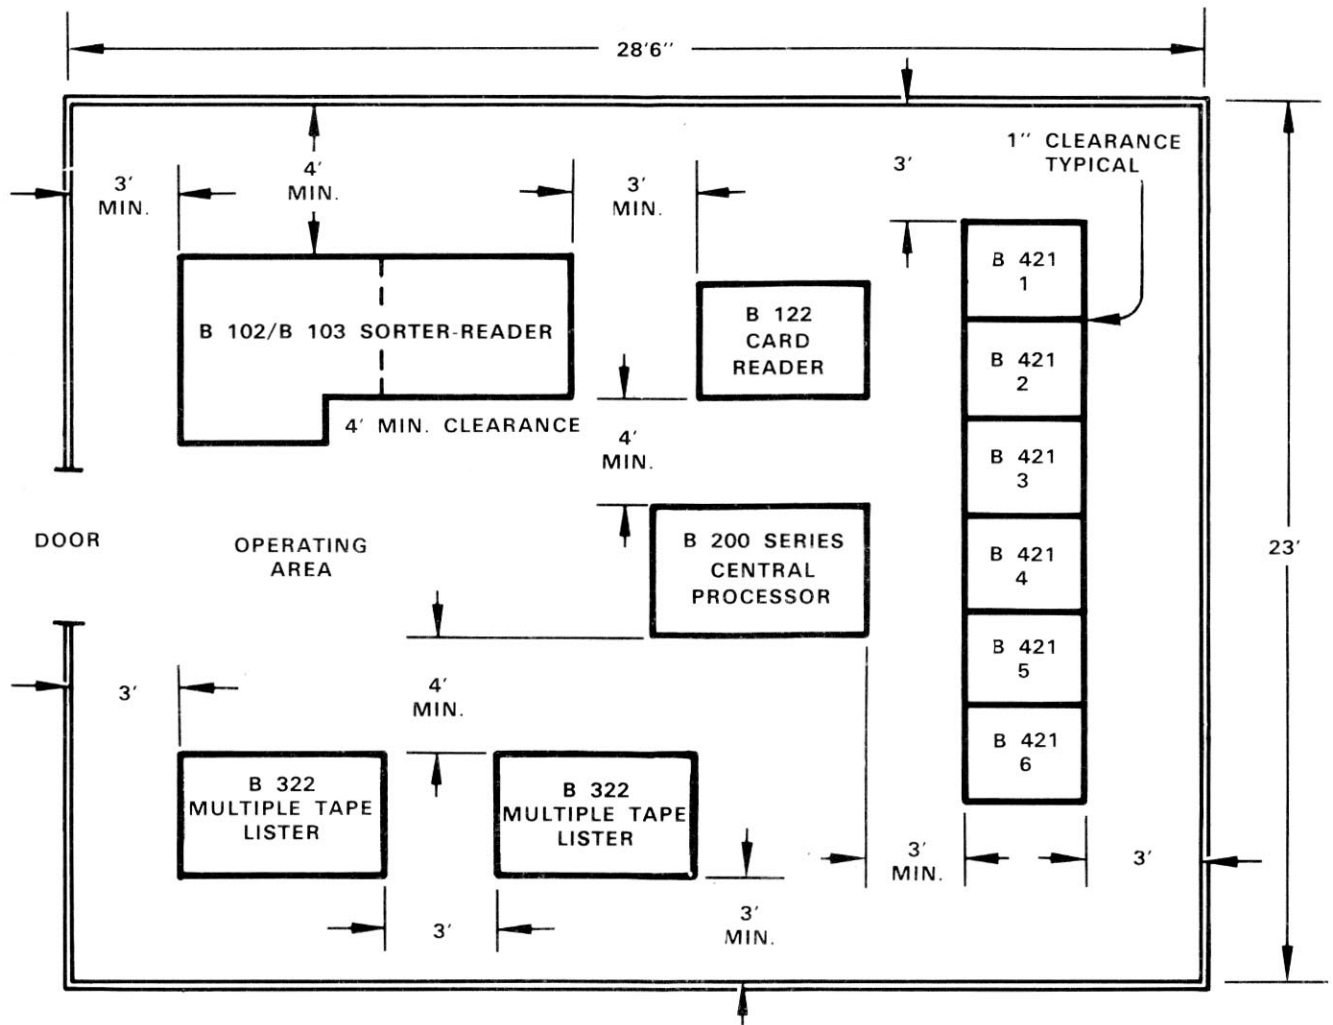 28'6''
1'' CLEARANCE
TYPICAL
3'
MIN.
4'
MIN.
3'
MIN.
3'
B 421
1
B 102/B 103 SORTER-READER
B 122
CARD
READER
B 421
2
4' MIN. CLEARANCE
4'
MIN.
B 421
3
DOOR
OPERATING
AREA
B 200 SERIES
CENTRAL
PROCESSOR
B 421
4
23'
B 421
5
3'
4'
MIN.
B 421
6
B 322
MULTIPLE TAPE
LISTER
B 322
MULTIPLE TAPE
LISTER
3'
MIN.
3'
3'
3'
MIN.